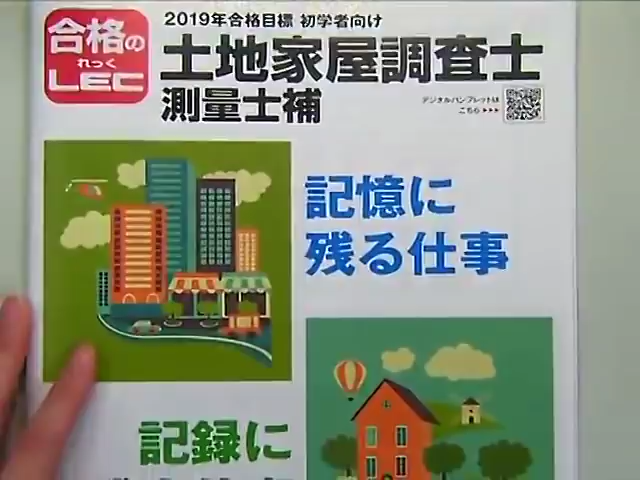 合格の
れっく
LEC
2019年合格目標 初学者向け
土地家屋調査士
測量士補
デジタルパンフレットは
こちら ▶▶▶
記憶に
残る仕事
記録に